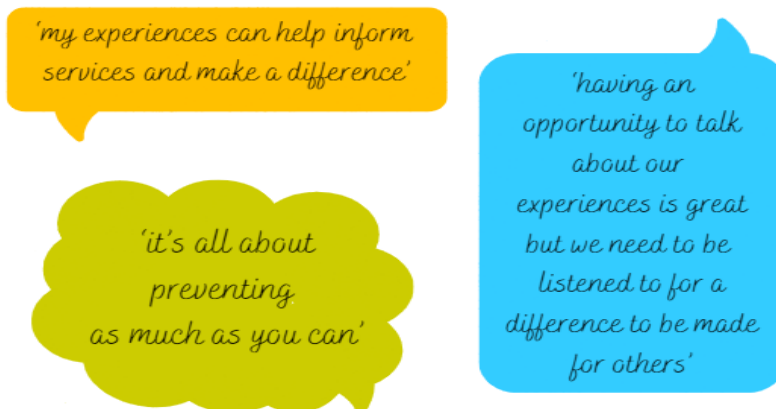 ‘my experiences can help inform
services and make a difference’
‘it's all about
preventing
as much as you can’
‘having an
opportunity to talk
about our
experiences is great
but we need to be
listened to for a
difference to be made
for others’